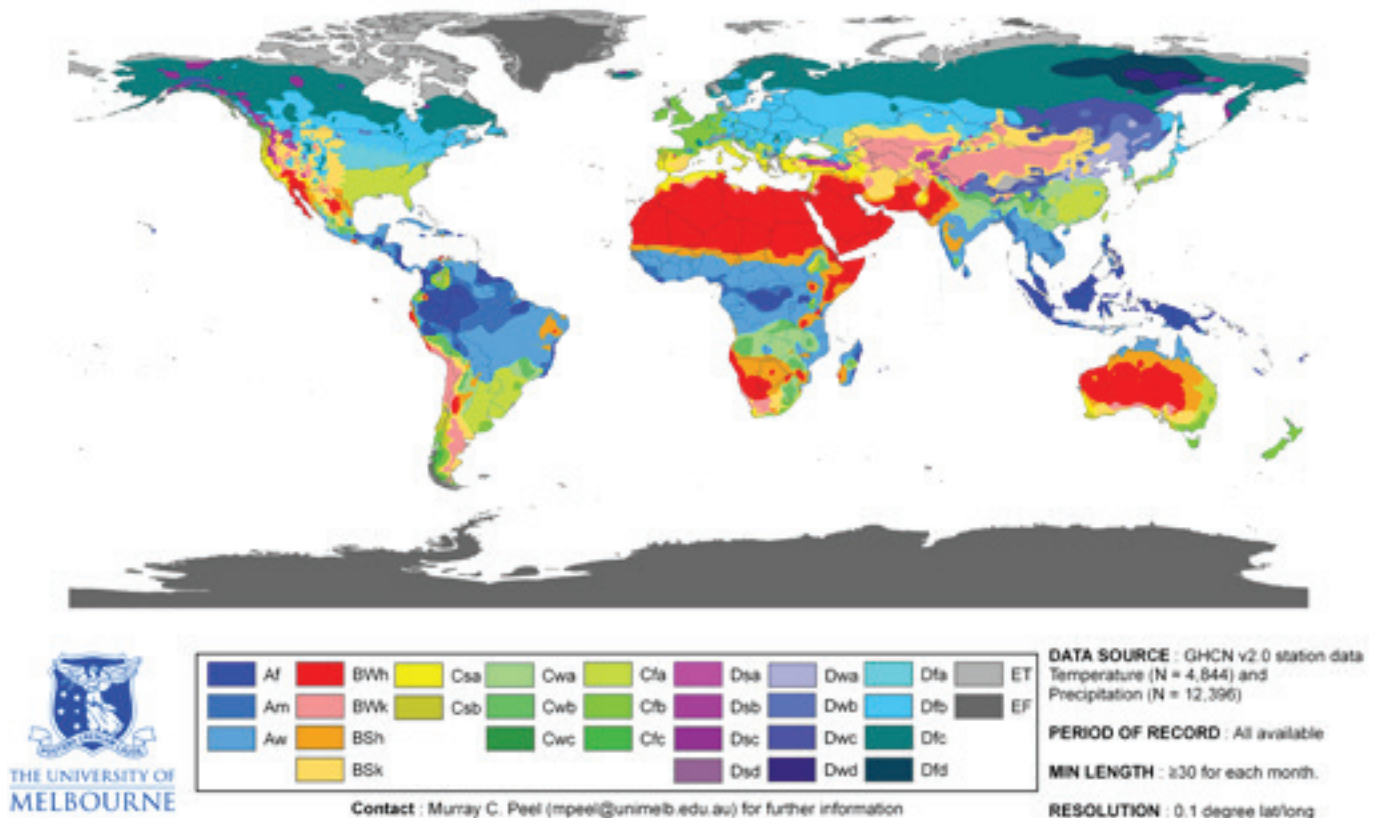 Af
Am
Aw
BWh
BWk
BSh
BSk
Csa
Csb
Cwa
Cwb
Cwc
Cfa
Cfb
Cfc
Dsa
Dsb
Dsc
Dsd
Dwa
Dwb
Dwc
Dwd
Dfa
Dfb
Dfc
Dfd
ET
EF
THE UNIVERSITY OF
MELBOURNE
Contact : Murray C. Peel (mpeel@unimelb.edu.au) for further information
DATA SOURCE : GHCN v2.0 station data
Temperature (N = 4,844) and
Precipitation (N = 12,396)
PERIOD OF RECORD : All available
MIN LENGTH : ≥30 for each month.
RESOLUTION : 0.1 degree lat/long